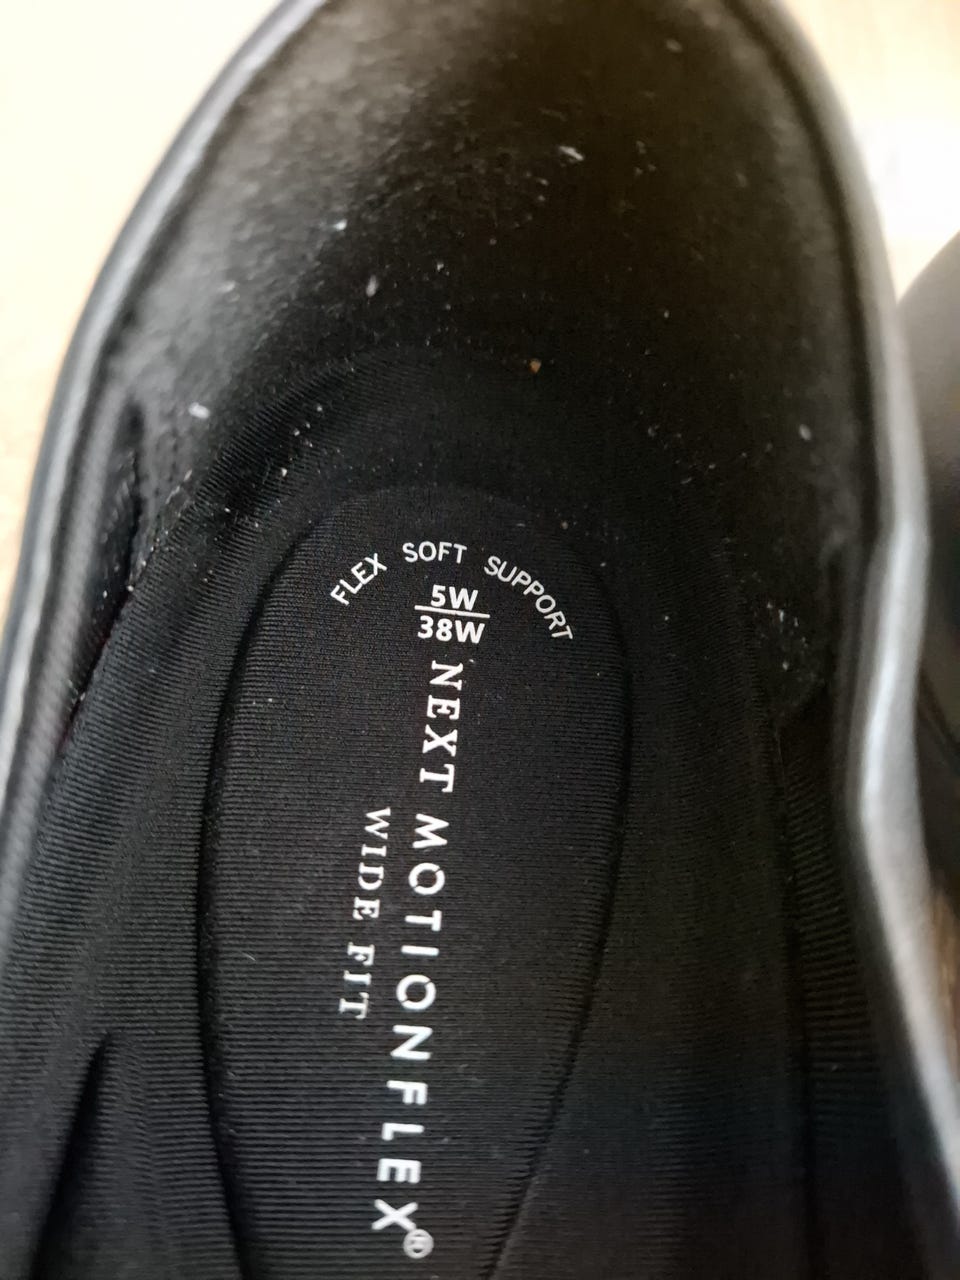 FLEX SOFT SUPPORT
5W
38W
NEXT MOTIONFLEX®
WIDE FIT